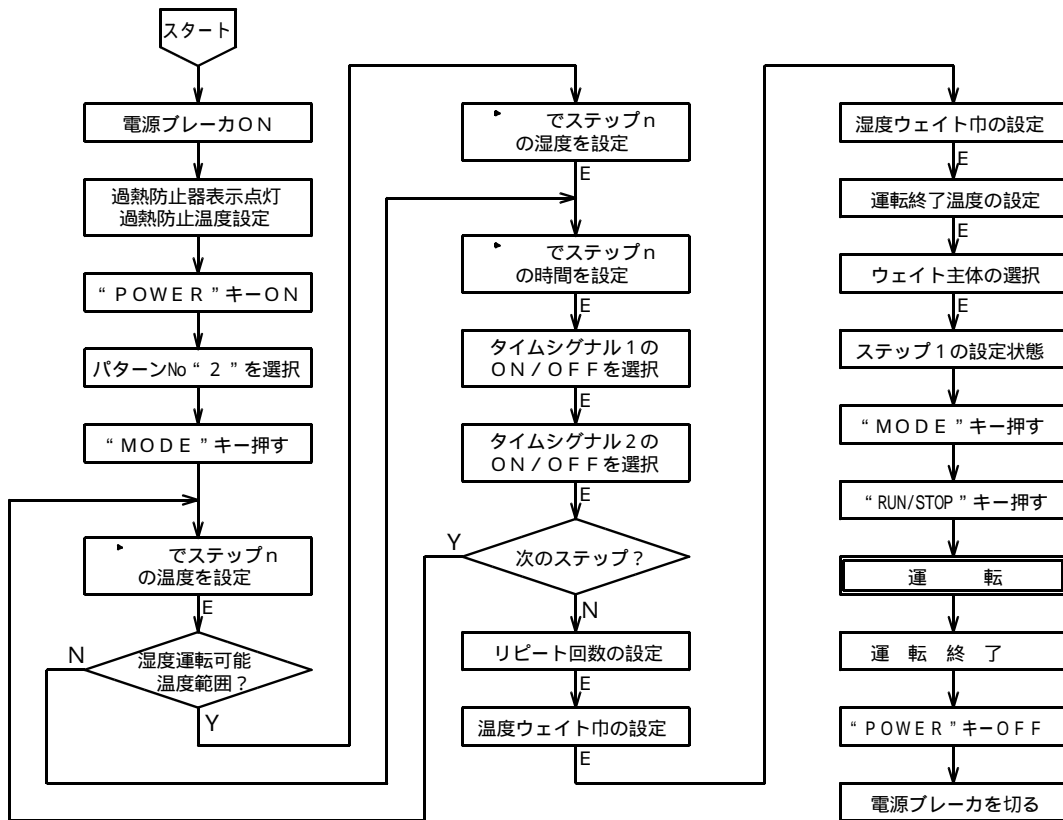 スタート
電源ブレーカON
過熱防止器表示点灯
過熱防止温度設定
“POWER”キーON
パターンNo“2”を選択
“MODE”キー押す
でステップn
の温度を設定
E
湿度運転可能
温度範囲?
N
Y
でステップn
の湿度を設定
E
でステップn
の時間を設定
E
タイムシグナル1の
ON/OFFを選択
E
タイムシグナル2の
ON/OFFを選択
E
次のステップ?
Y
N
リピート回数の設定
E
温度ウェイト巾の設定
E
湿度ウェイト巾の設定
E
運転終了温度の設定
E
ウェイト主体の選択
E
ステップ1の設定状態
“MODE”キー押す
“RUN/STOP”キー押す
運 転
運 転 終 了
“POWER”キーOFF
電源ブレーカを切る